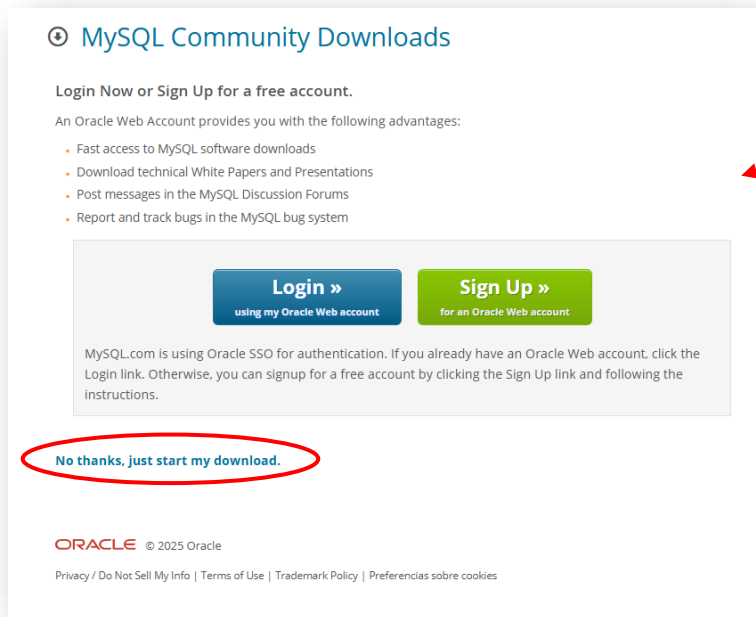 MySQL Community Downloads
Login Now or Sign Up for a free account.
An Oracle Web Account provides you with the following advantages:
Fast access to MySQL software downloads
Download technical White Papers and Presentations
Post messages in the MySQL Discussion Forums
Report and track bugs in the MySQL bug system
Login »
using my Oracle Web account
Sign Up »
for an Oracle Web account
MySQL.com is using Oracle SSO for authentication. If you already have an Oracle Web account, click the
Login link. Otherwise, you can signup for a free account by clicking the Sign Up link and following the
instructions.
No thanks, just start my download.
ORACLE © 2025 Oracle
Privacy / Do Not Sell My Info | Terms of Use | Trademark Policy | Preferencias sobre cookies